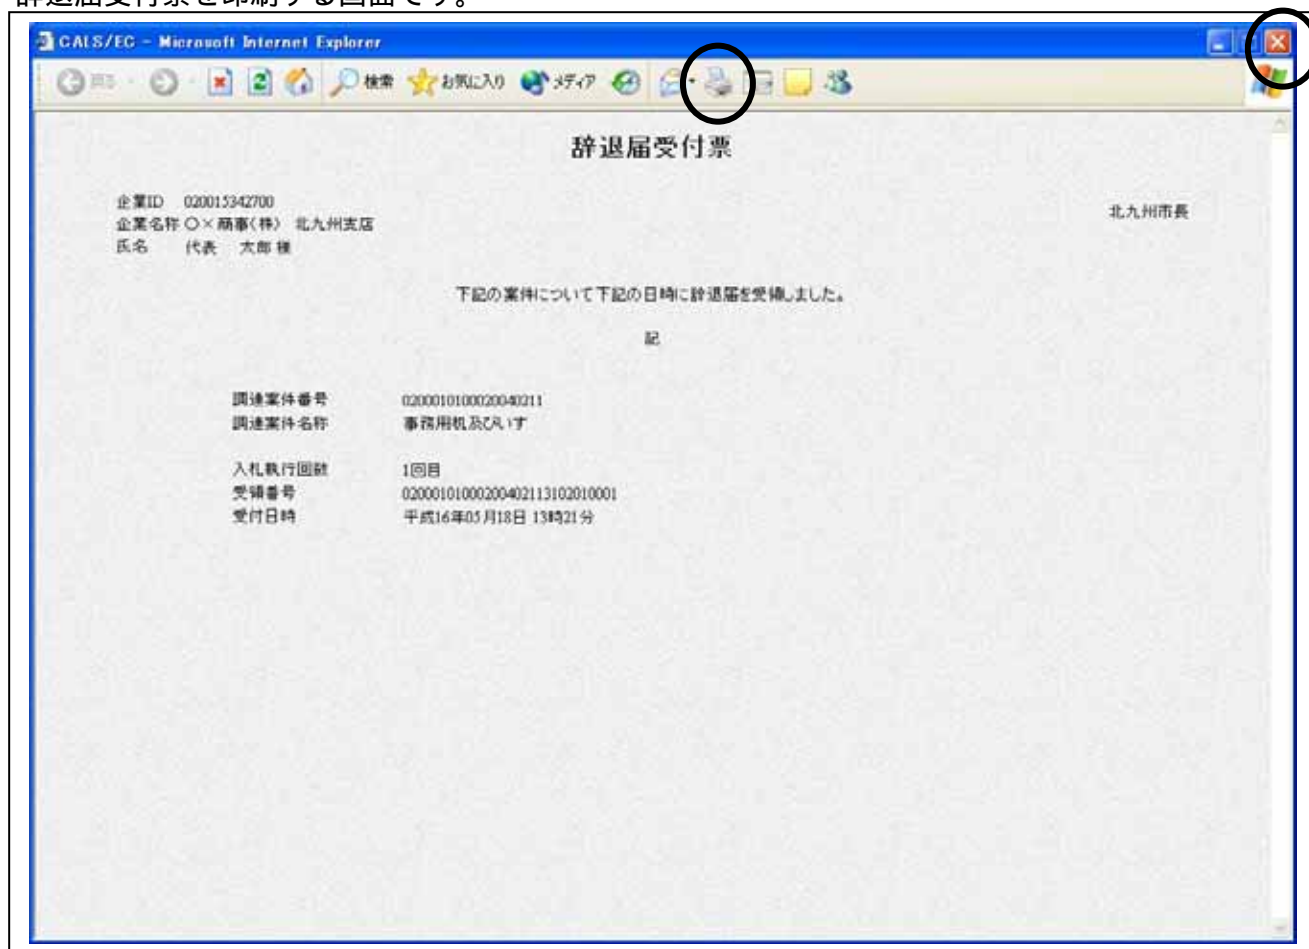 辞退届受付票を印刷する画面です。
CALS/EC - Microsoft Internet Explorer
戻る 検索 お気に入り メディア
辞退届受付票
企業ID 020015342700
北九州市長
企業名称 〇×商事(株) 北九州支店
氏名 代表 太郎 様
下記の案件について下記の日時に辞退届を受領しました。
記
調達案件番号 0200010100020040211
調達案件名称 事務用机及びいす
入札執行回数 1回目
受領番号 02000101000200402113102010001
受付日時 平成16年05月18日 13時21分